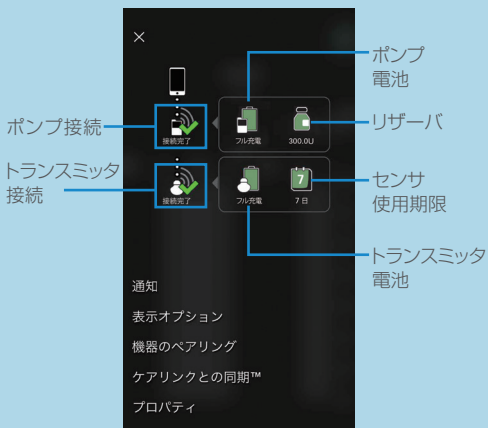 ×
ポンプ
電池
リザーバ
ポンプ接続
接続完了
フル充電
300.0U
トランスミッタ
接続
接続完了
フル充電
7
7 日
センサ
使用期限
トランスミッタ
電池
通知
表示オプション
機器のペアリング
ケアリンクとの同期™
プロパティ